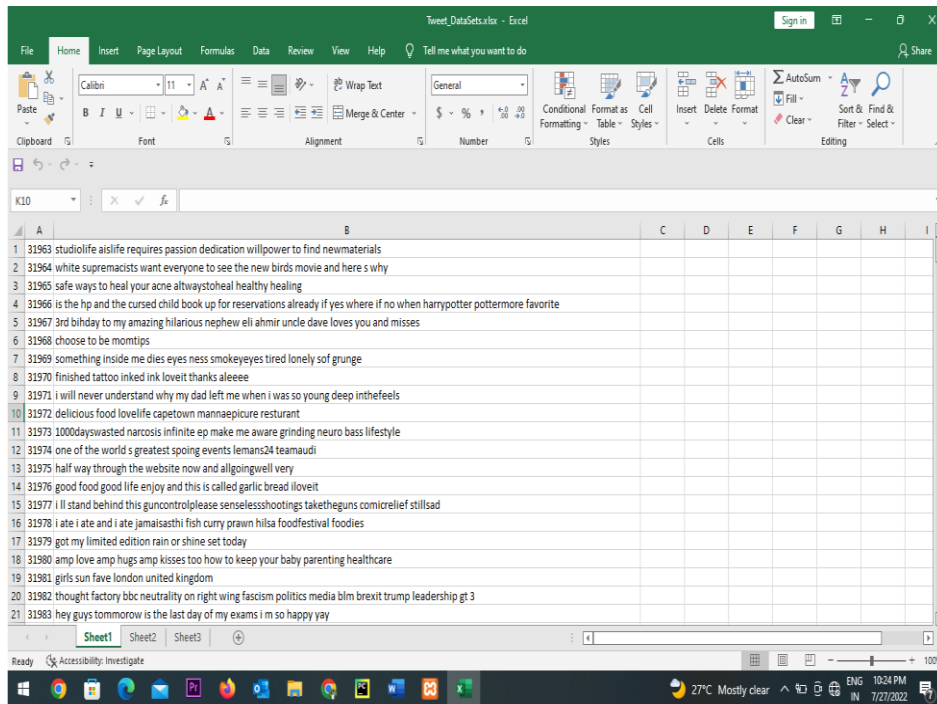 Tweet_DataSets.xlsx - Excel
Sign in
File Home Insert Page Layout Formulas Data Review View Help Tell me what you want to do Share
Paste
Clipboard
Calibri 11 A A
B I U A
Font
Wrap Text
Merge & Center
Alignment
General
$ % ,
Number
Conditional Formatting
Format as Table
Cell Styles
Styles
Insert Delete Format
Cells
AutoSum
Fill
Clear
Sort & Filter
Find & Select
Editing
K10 fx
A B C D E F G H I
1 31963 studiolife aislife requires passion dedication willpower to find newmaterials
2 31964 white supremacists want everyone to see the new birds movie and here s why
3 31965 safe ways to heal your acne altwaystoheal healthy healing
4 31966 is the hp and the cursed child book up for reservations already if yes where if no when harrypotter pottermore favorite
5 31967 3rd bihday to my amazing hilarious nephew eli ahmir uncle dave loves you and misses
6 31968 choose to be momtips
7 31969 something inside me dies eyes ness smokeyeyes tired lonely sof grunge
8 31970 finished tattoo inked ink loveit thanks aleeee
9 31971 i will never understand why my dad left me when i was so young deep inthefeels
10 31972 delicious food lovelife capetown mannaepicure resturant
11 31973 1000dayswasted narcosis infinite ep make me aware grinding neuro bass lifestyle
12 31974 one of the world s greatest spoing events lemans24 teamaudi
13 31975 half way through the website now and allgoingwell very
14 31976 good food good life enjoy and this is called garlic bread iloveit
15 31977 i ll stand behind this guncontrolplease senselessshootings taketheguns comicrelief stillsad
16 31978 i ate i ate and i ate jamaisasthi fish curry prawn hilsa foodfestival foodies
17 31979 got my limited edition rain or shine set today
18 31980 amp love amp hugs amp kisses too how to keep your baby parenting healthcare
19 31981 girls sun fave london united kingdom
20 31982 thought factory bbc neutrality on right wing fascism politics media blm brexit trump leadership gt 3
21 31983 hey guys tommorow is the last day of my exams i m so happy yay
Sheet1 Sheet2 Sheet3
Ready Accessibility: Investigate 100%
27°C Mostly clear
ENG
IN
10:24 PM
7/27/2022